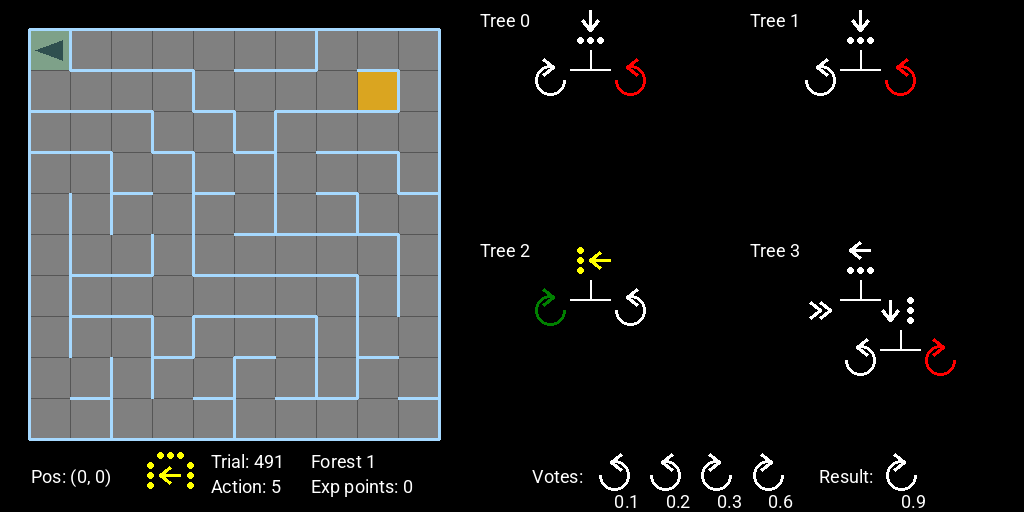 Tree 0
Tree 1
Tree 2
Tree 3
Pos: (0, 0)
Trial: 491
Forest 1
Action: 5
Exp points: 0
Votes:
0.1
0.2
0.3
0.6
Result:
0.9